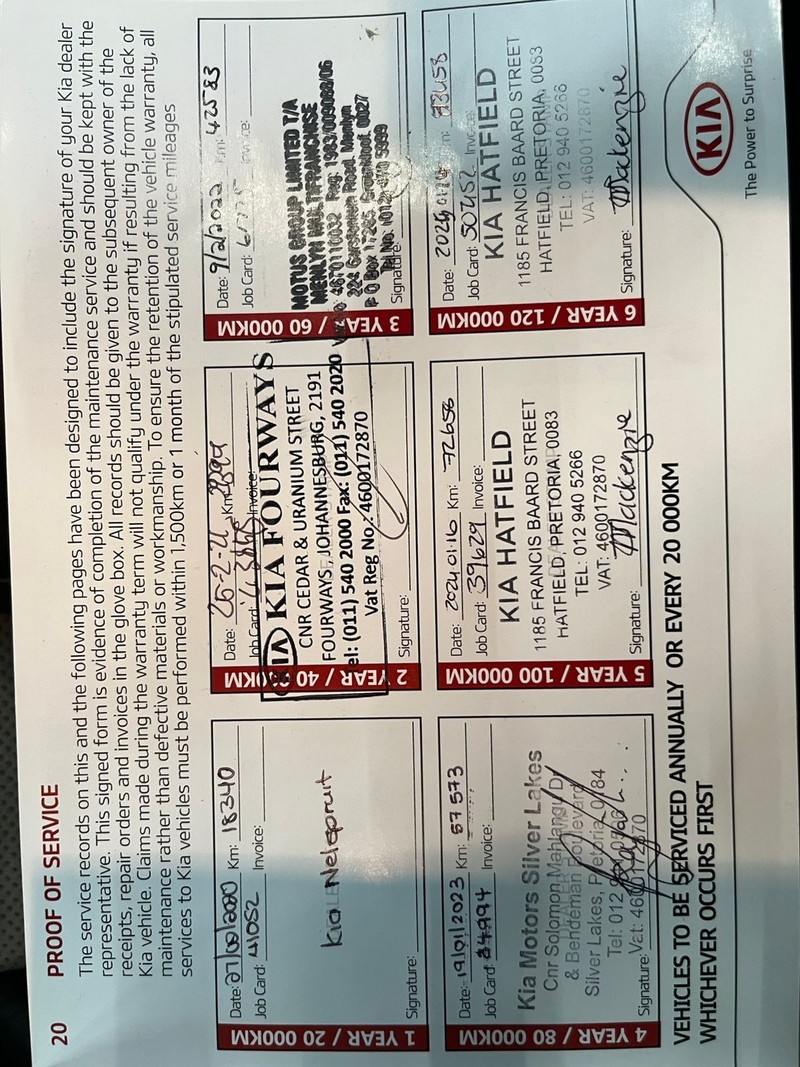 20 PROOF OF SERVICE
The service records on this and the following pages have been designed to include the signature of your Kia dealer
representative. This signed form is evidence of completion of the maintenance service and should be kept with the
receipts, repair orders and invoices in the glove box. All records should be given to the subsequent owner of the
Kia vehicle. Claims made during the warranty term will not qualify under the warranty if resulting from the lack of
maintenance rather than defective materials or workmanship. To ensure the retention of the vehicle warranty, all
services to Kia vehicles must be performed within 1,500km or 1 month of the stipulated service mileages
1 YEAR / 20 000KM
Date: Km: 18340
Job Card: 41052 Invoice:
Kia Nelspruit
Signature:
2 YEAR / 40 000KM
Date: Km:
Job Card: Invoice:
KIA KIA FOURWAYS
CNR CEDAR & URANIUM STREET
FOURWAYS, JOHANNESBURG, 2191
Tel: (011) 540 2000 Fax: (011) 540 2020
Vat Reg No.: 4600172870
Signature:
3 YEAR / 60 000KM
Date: 9/2/2022 Km: 42583
Job Card: Invoice:
MOTUS GROUP LIMITED T/A
MENLYN MULTIFRANCHISE
Signature:
4 YEAR / 80 000KM
Date: 19/01/2023 Km: 57573
Job Card: Invoice:
Kia Motors Silver Lakes
Cnr Solomon Mahlangu Dr
& Bendeman Boulevard
Silver Lakes, Pretoria, 0184
Tel: 012
Signature: Vat:
5 YEAR / 100 000KM
Date: 2024 01 16 Km: 72658
Job Card: 39629 Invoice:
KIA HATFIELD
1185 FRANCIS BAARD STREET
HATFIELD, PRETORIA, 0083
TEL: 012 940 5266
VAT: 4600172870
Signature: Mackenzie
6 YEAR / 120 000KM
Date: Km:
Job Card: 50452 Invoice:
KIA HATFIELD
1185 FRANCIS BAARD STREET
HATFIELD, PRETORIA, 0083
TEL: 012 940 5266
VAT: 4600172870
Signature: Mackenzie
VEHICLES TO BE SERVICED ANNUALLY OR EVERY 20 000KM
WHICHEVER OCCURS FIRST
KIA
The Power to Surprise